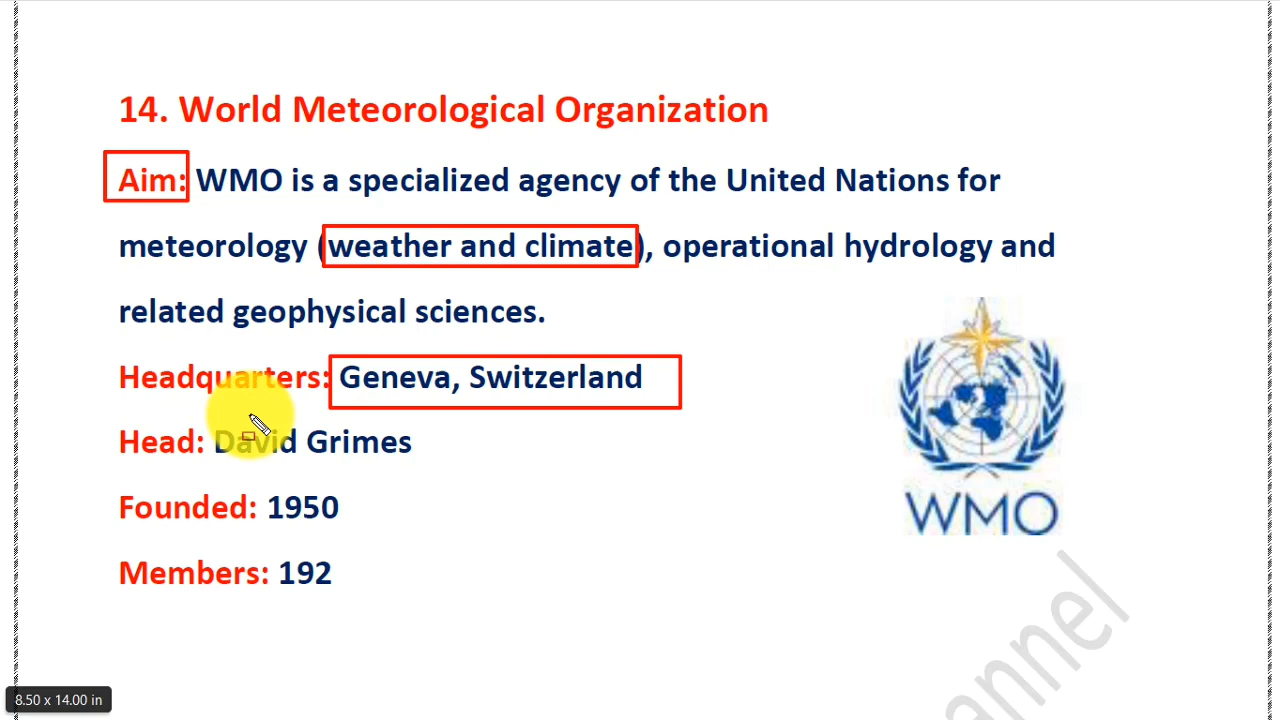 14. World Meteorological Organization
Aim: WMO is a specialized agency of the United Nations for
meteorology (weather and climate), operational hydrology and
related geophysical sciences.
Headquarters: Geneva, Switzerland
Head: David Grimes
Founded: 1950
Members: 192
WMO
8.50 x 14.00 in